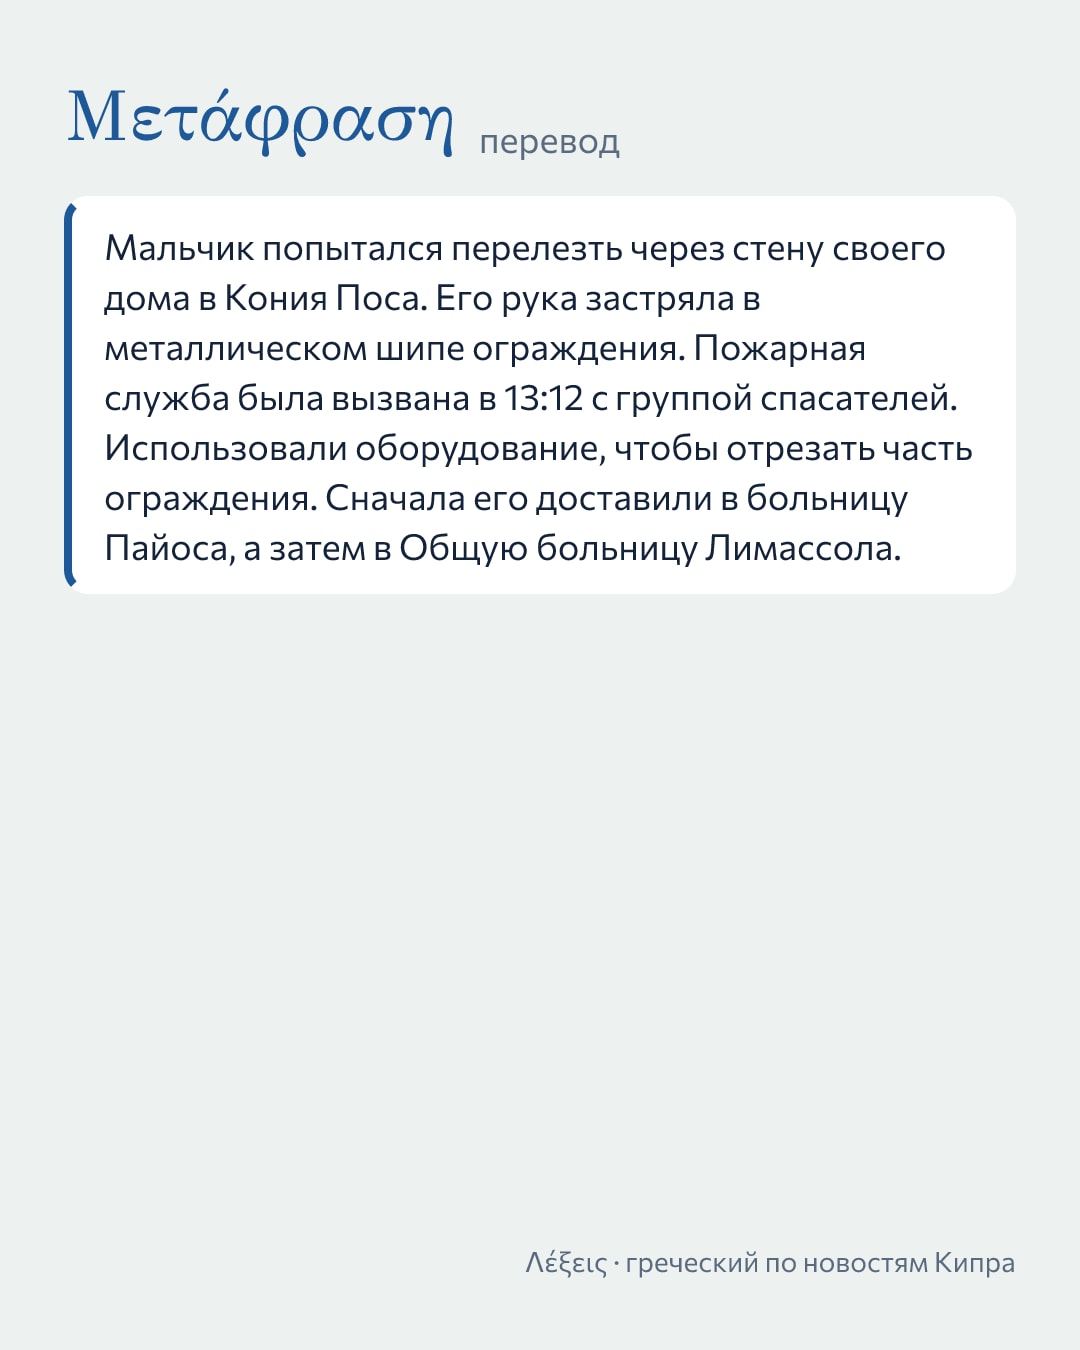 Μετάφραση перевод
Мальчик попытался перелезть через стену своего
дома в Кония Поса. Его рука застряла в
металлическом шипе ограждения. Пожарная
служба была вызвана в 13:12 с группой спасателей.
Использовали оборудование, чтобы отрезать часть
ограждения. Сначала его доставили в больницу
Пайоса, а затем в Общую больницу Лимассола.
Λέξεις · греческий по новостям Кипра